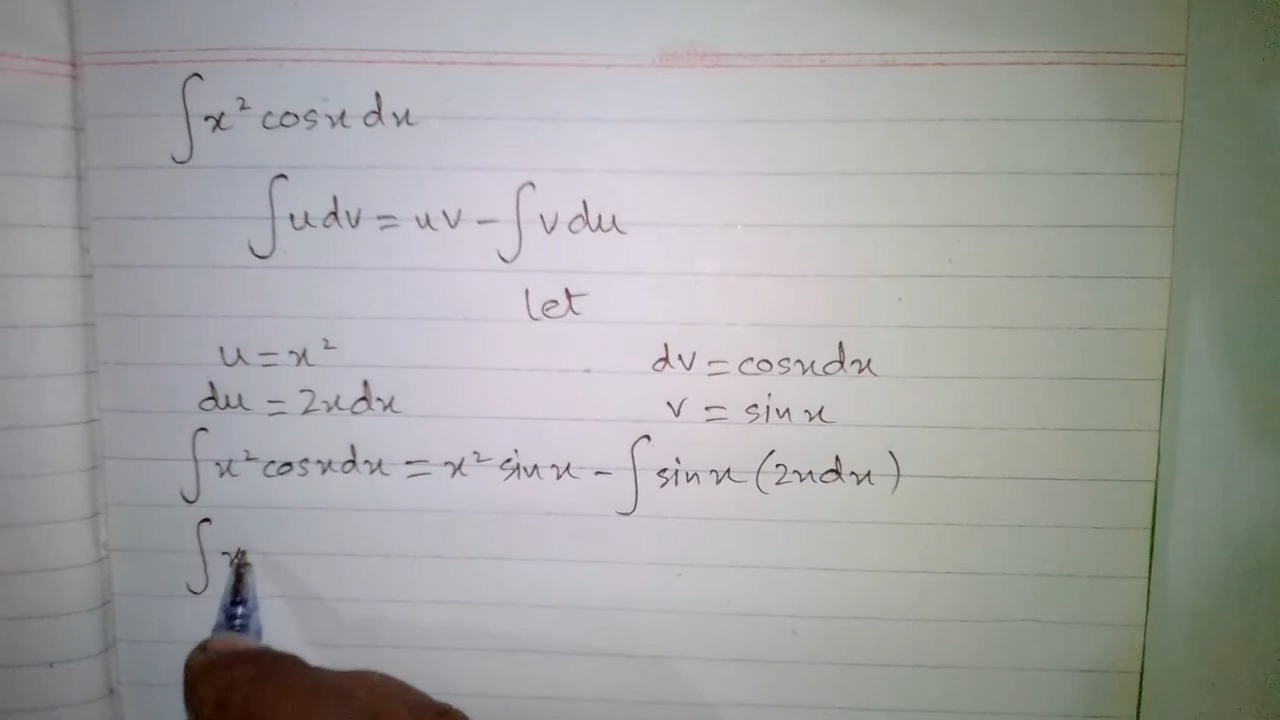 ∫x² cosx dx
∫u dv = uv - ∫v du
let
u = x²
dv = cosx dx
du = 2x dx
v = sin x
∫x² cosx dx = x² sin x - ∫sin x (2x dx)
∫x